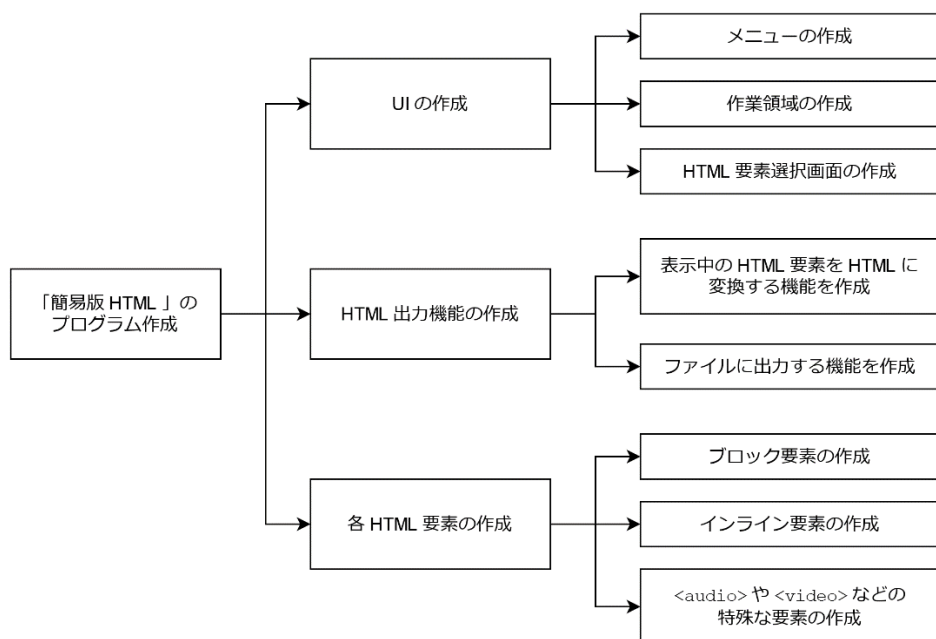 「簡易版 HTML 」の
プログラム作成
UI の作成
メニューの作成
作業領域の作成
HTML 要素選択画面の作成
HTML 出力機能の作成
表示中の HTML 要素を HTML に
変換する機能を作成
ファイルに出力する機能を作成
各 HTML 要素の作成
ブロック要素の作成
インライン要素の作成
<audio> や <video> などの
特殊な要素の作成